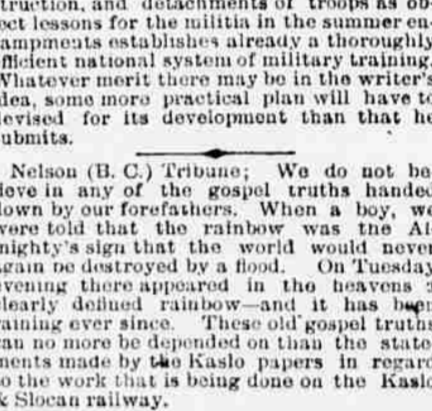 truction, and detachments of troops as ob-
ect lessons for the militia in the summer en-
ampments establishes already a thoroughly
fficient national system of military training.
Whatever merit there may be in the writer's
dea, some more practical plan will have to
devised for its development than that he
ubmits.
Nelson (B. C.) Tribune; We do not be-
lieve in any of the gospel truths handed
down by our forefathers. When a boy, we
were told that the rainbow was the Al-
mighty's sign that the world would never
again be destroyed by a flood. On Tuesday
evening there appeared in the heavens a
clearly defined rainbow—and it has been
raining ever since. These old gospel truths
can no more be depended on than the state-
ments made by the Kaslo papers in regard
to the work that is being done on the Kaslo
& Slocan railway.